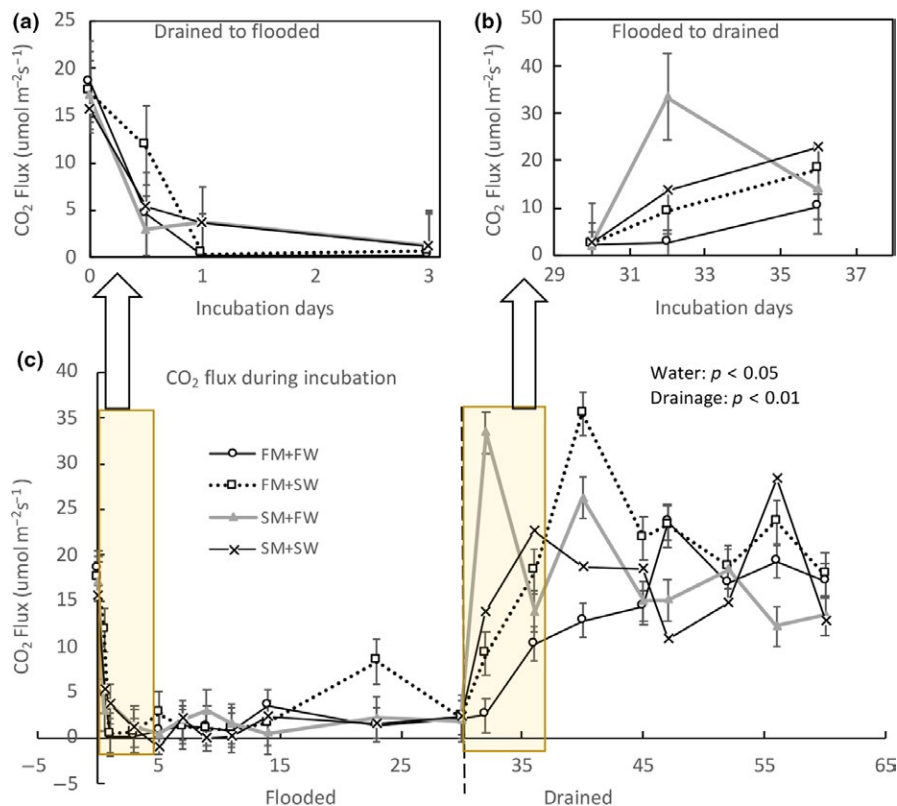 (a)
Drained to flooded
25
20
15
10
5
0
CO₂ Flux (umol m⁻²s⁻¹)
0 1 2 3
Incubation days
(b)
Flooded to drained
50
40
30
20
10
0
CO₂ Flux (umol m⁻²s⁻¹)
29 31 33 35 37
Incubation days
(c)
CO₂ flux during incubation
Water: p < 0.05
Drainage: p < 0.01
40
35
30
25
20
15
10
5
0
−5
CO₂ Flux (umol m⁻²s⁻¹)
FM+FW
FM+SW
SM+FW
SM+SW
−5 5 15 25 35 45 55 65
Flooded Drained